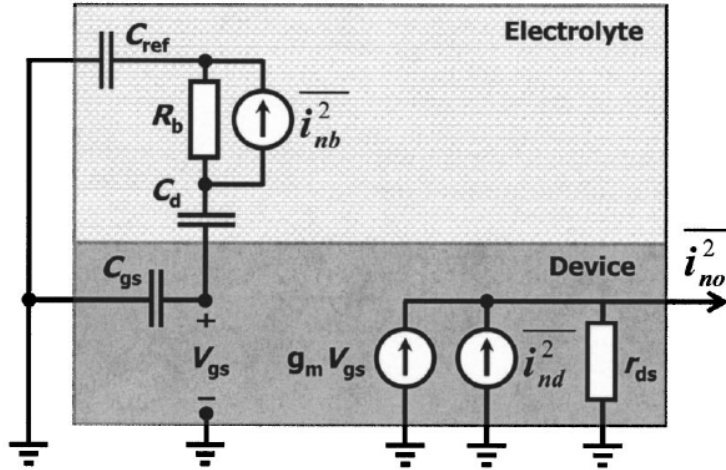 C_ref
Electrolyte
R_b
i_nb^2
C_d
C_gs
Device
i_no^2
+
V_gs
g_m V_gs
i_nd^2
r_ds
−